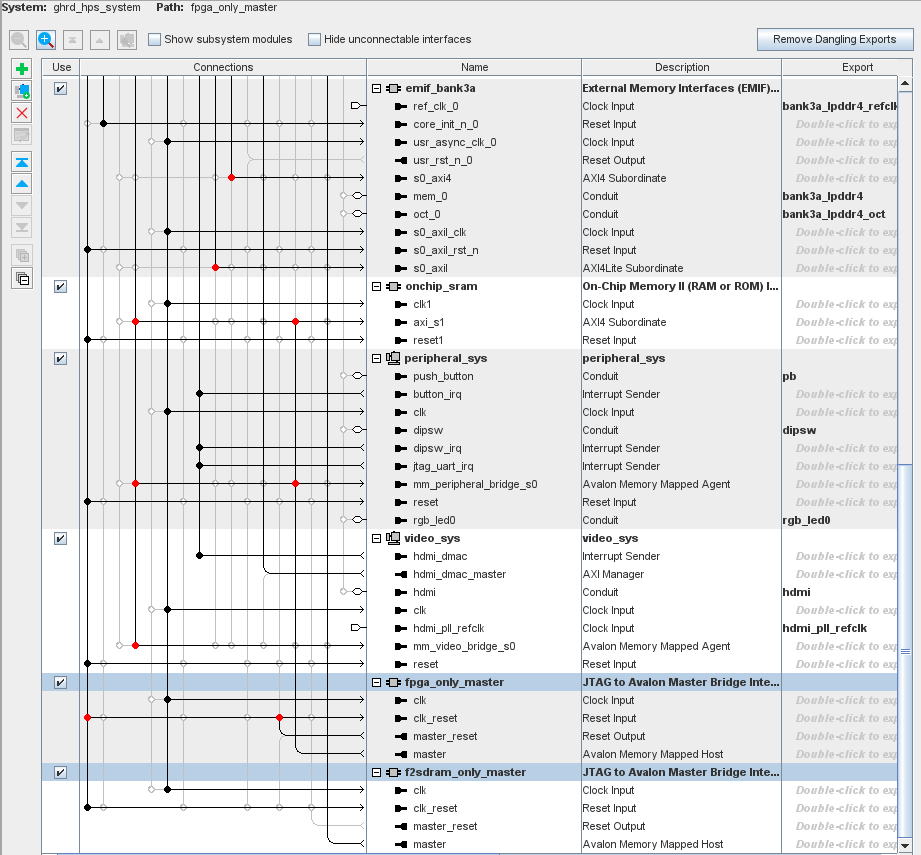 System: ghrd_hps_system Path: fpga_only_master
Show subsystem modules Hide unconnectable interfaces Remove Dangling Exports
Use Connections Name Description Export
emif_bank3a External Memory Interfaces (EMIF)...
ref_clk_0 Clock Input bank3a_lpddr4_refclk
core_init_n_0 Reset Input Double-click to exp
usr_async_clk_0 Clock Input Double-click to exp
usr_rst_n_0 Reset Output Double-click to exp
s0_axi4 AXI4 Subordinate Double-click to exp
mem_0 Conduit bank3a_lpddr4
oct_0 Conduit bank3a_lpddr4_oct
s0_axil_clk Clock Input Double-click to exp
s0_axil_rst_n Reset Input Double-click to exp
s0_axil AXI4Lite Subordinate Double-click to exp
onchip_sram On-Chip Memory II (RAM or ROM) I...
clk1 Clock Input Double-click to exp
axi_s1 AXI4 Subordinate Double-click to exp
reset1 Reset Input Double-click to exp
peripheral_sys peripheral_sys
push_button Conduit pb
button_irq Interrupt Sender Double-click to exp
clk Clock Input Double-click to exp
dipsw Conduit dipsw
dipsw_irq Interrupt Sender Double-click to exp
jtag_uart_irq Interrupt Sender Double-click to exp
mm_peripheral_bridge_s0 Avalon Memory Mapped Agent Double-click to exp
reset Reset Input Double-click to exp
rgb_led0 Conduit rgb_led0
video_sys video_sys
hdmi_dmac Interrupt Sender Double-click to exp
hdmi_dmac_master AXI Manager Double-click to exp
hdmi Conduit hdmi
clk Clock Input Double-click to exp
hdmi_pll_refclk Clock Input hdmi_pll_refclk
mm_video_bridge_s0 Avalon Memory Mapped Agent Double-click to exp
reset Reset Input Double-click to exp
fpga_only_master JTAG to Avalon Master Bridge Inte...
clk Clock Input Double-click to exp
clk_reset Reset Input Double-click to exp
master_reset Reset Output Double-click to exp
master Avalon Memory Mapped Host Double-click to exp
f2sdram_only_master JTAG to Avalon Master Bridge Inte...
clk Clock Input Double-click to exp
clk_reset Reset Input Double-click to exp
master_reset Reset Output Double-click to exp
master Avalon Memory Mapped Host Double-click to exp